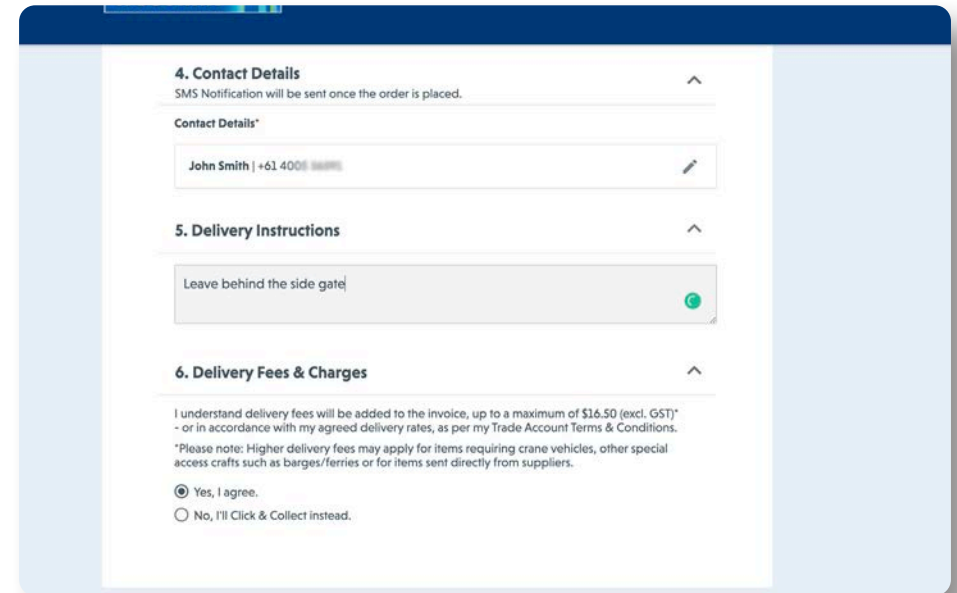 4. Contact Details
SMS Notification will be sent once the order is placed.
Contact Details*
John Smith | +61 400
5. Delivery Instructions
Leave behind the side gate
6. Delivery Fees & Charges
I understand delivery fees will be added to the invoice, up to a maximum of $16.50 (excl. GST)*
- or in accordance with my agreed delivery rates, as per my Trade Account Terms & Conditions.
*Please note: Higher delivery fees may apply for items requiring crane vehicles, other special
access crafts such as barges/ferries or for items sent directly from suppliers.
Yes, I agree.
No, I'll Click & Collect instead.